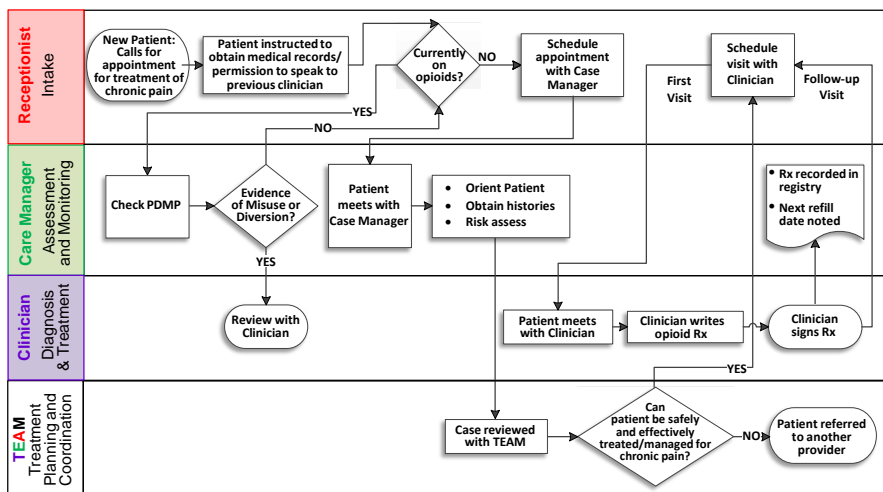 Receptionist
Intake
New Patient:
Calls for
appointment
for treatment of
chronic pain
Patient instructed to
obtain medical records/
permission to speak to
previous clinician
Currently
on
opioids?
NO
YES
Schedule
appointment
with Case
Manager
First
Visit
Schedule
visit with
Clinician
Follow-up
Visit
NO
Care Manager
Assessment
and Monitoring
Check PDMP
Evidence
of Misuse or
Diversion?
YES
Patient
meets with
Case Manager
• Orient Patient
• Obtain histories
• Risk assess
• Rx recorded in
registry
• Next refill
date noted
Clinician
Diagnosis
& Treatment
Review with
Clinician
Patient meets
with Clinician
Clinician writes
opioid Rx
Clinician
signs Rx
YES
TEAM
Treatment
Planning and
Coordination
Case reviewed
with TEAM
Can
patient be safely
and effectively
treated/managed for
chronic pain?
NO
Patient referred
to another
provider